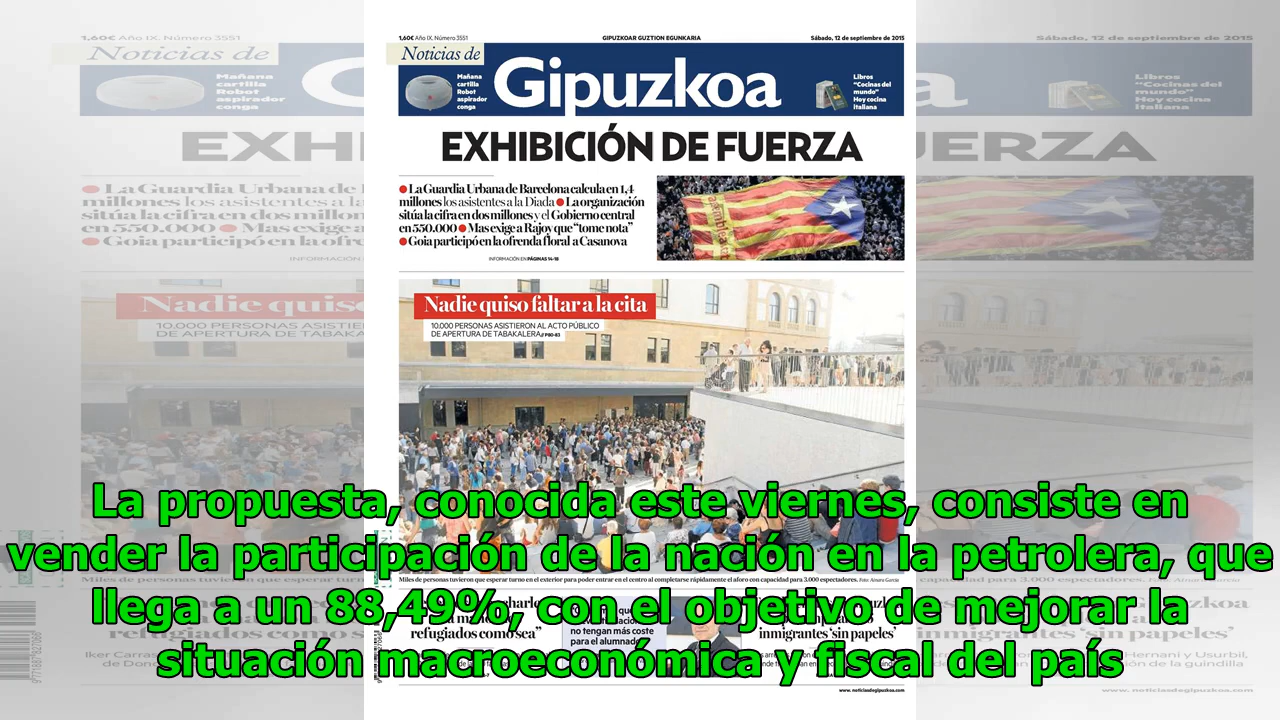 1,60€ Año IX. Número 3551
GIPUZKOAR GUZTION EGUNKARIA
Sábado, 12 de septiembre de 2015
Noticias de
Gipuzkoa
Mañana
cartilla
Robot
aspirador
conga
Libros
"Cocinas del
mundo"
Hoy cocina
italiana
EXHIBICIÓN DE FUERZA
● La Guardia Urbana de Barcelona calcula en 1,4
millones los asistentes a la Diada ● La organización
sitúa la cifra en dos millones y el Gobierno central
en 550.000 ● Mas exige a Rajoy que "tome nota"
● Goia participó en la ofrenda floral a Casanova
INFORMACIÓN EN PÁGINAS 14-18
Nadie quiso faltar a la cita
10.000 PERSONAS ASISTIERON AL ACTO PÚBLICO
DE APERTURA DE TABAKALERA // P80-83
La propuesta, conocida este viernes, consiste en
vender la participación de la nación en la petrolera, que
llega a un 88,49%, con el objetivo de mejorar la
situación macroeconómica y fiscal del país
Miles de personas tuvieron que esperar turno en el exterior para poder entrar en el centro al completarse rápidamente el aforo con capacidad para 3.000 espectadores. Foto: Ainara Garcia
refugiados como sea"
no tengan más coste
para el alumnado
inmigrantes 'sin papeles'
www.noticiasdegipuzkoa.com